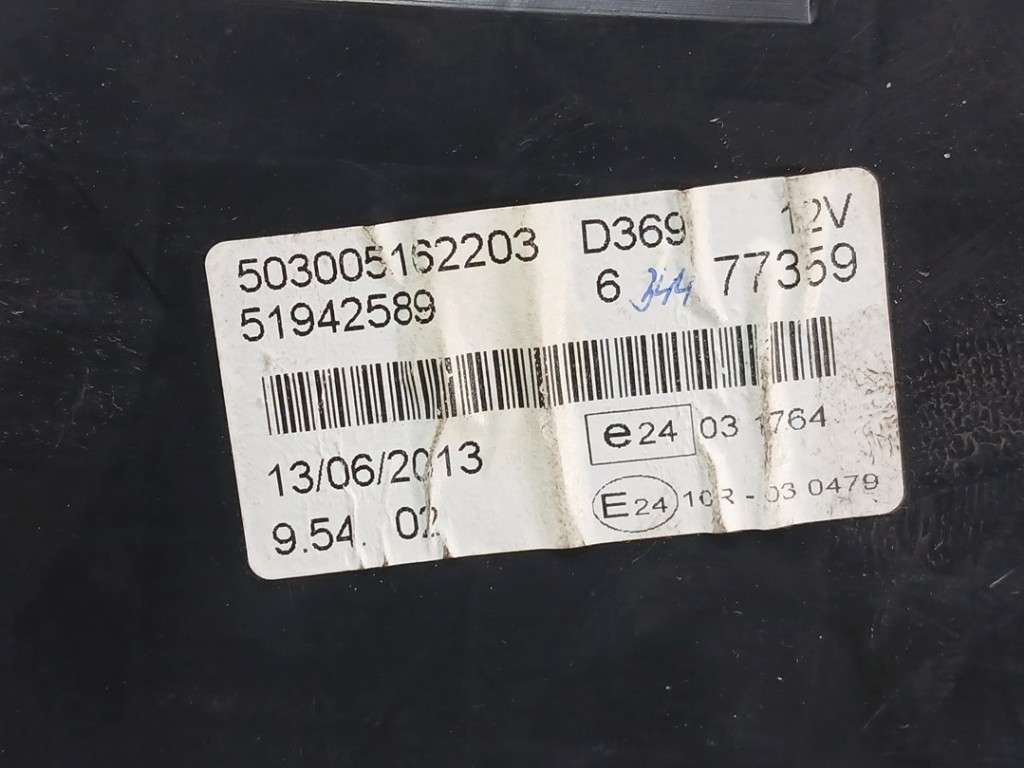 503005162203 D369 12V
51942589 6 344 77359
13/06/2013 e24 03 1764
9.54. 02 E24 10R - 03 0479